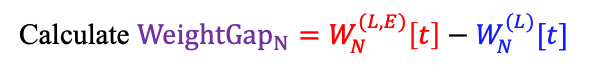 Calculate WeightGap_N = W_N^{(L,E)}[t] − W_N^{(L)}[t]